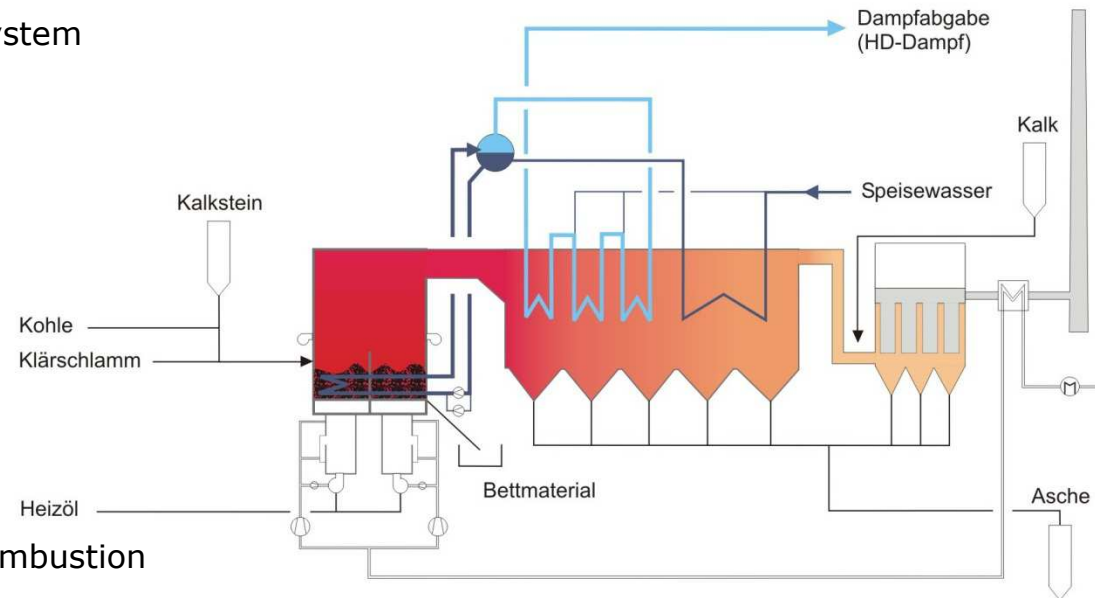 ystem
Dampfabgabe
(HD-Dampf)
Kalk
Kalkstein
Speisewasser
Kohle
Klärschlamm
Bettmaterial
Heizöl
Asche
mbustion
M